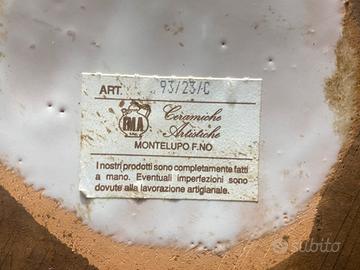 ART. 93/23/C
FMA
Ceramiche
Artistiche
MONTELUPO F.NO
I nostri prodotti sono completamente fatti
a mano. Eventuali imperfezioni sono
dovute alla lavorazione artigianale.
subito